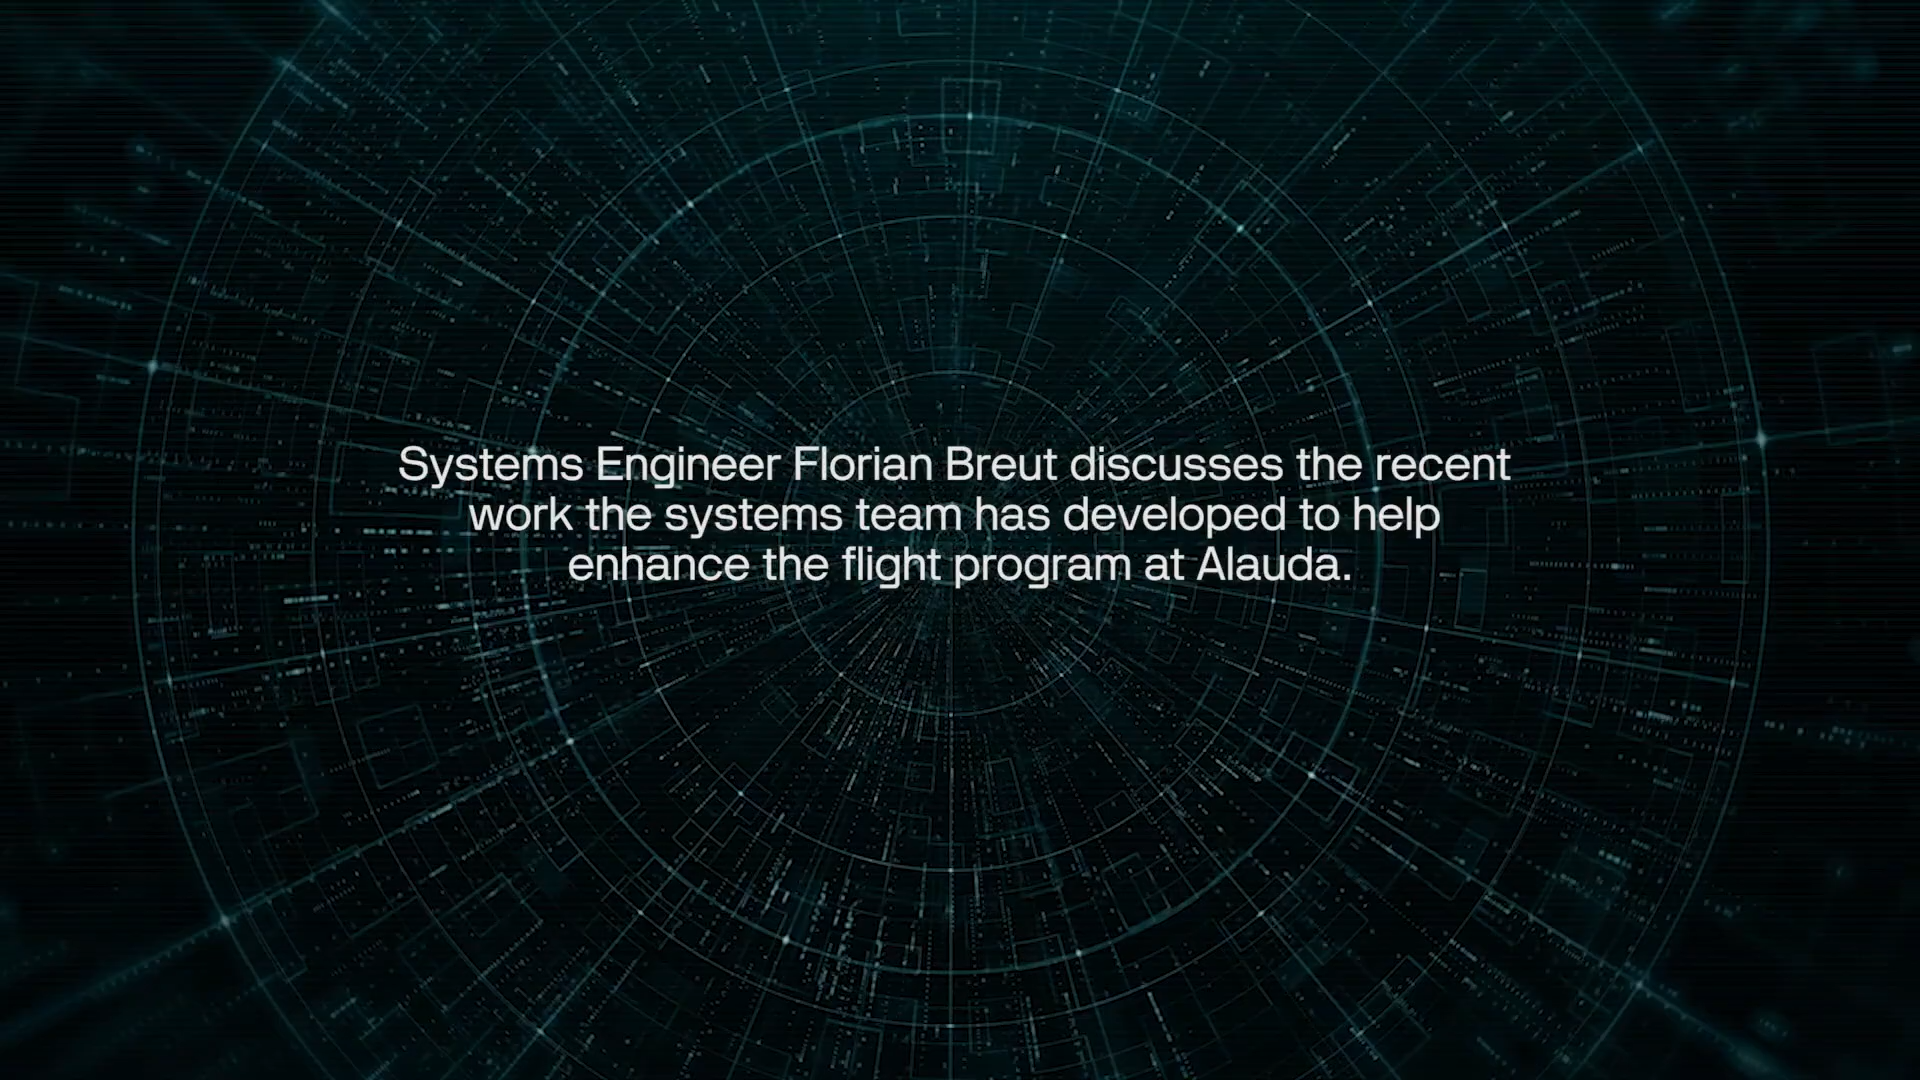 Systems Engineer Florian Breut discusses the recent
work the systems team has developed to help
enhance the flight program at Alauda.